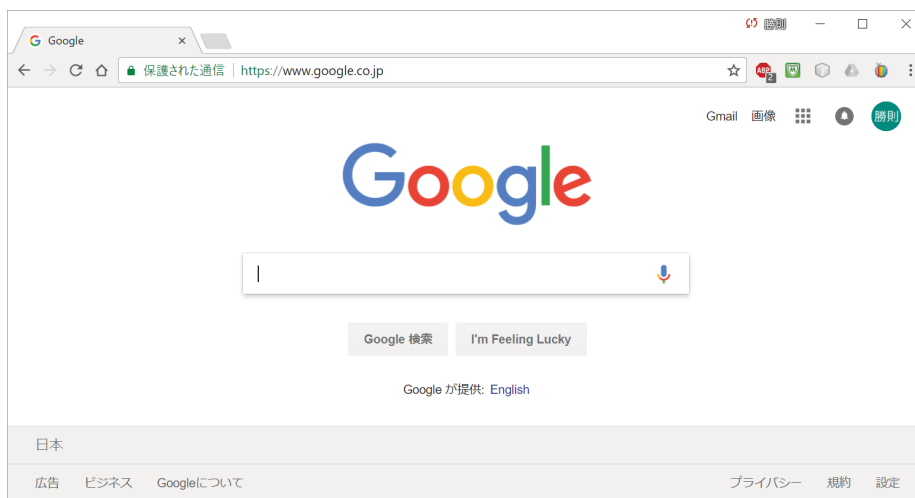 勝則
Google
保護された通信 https://www.google.co.jp
ABP 2
Gmail 画像 勝則
Google
Google 検索 I'm Feeling Lucky
Google が提供: English
日本
広告 ビジネス Googleについて プライバシー 規約 設定